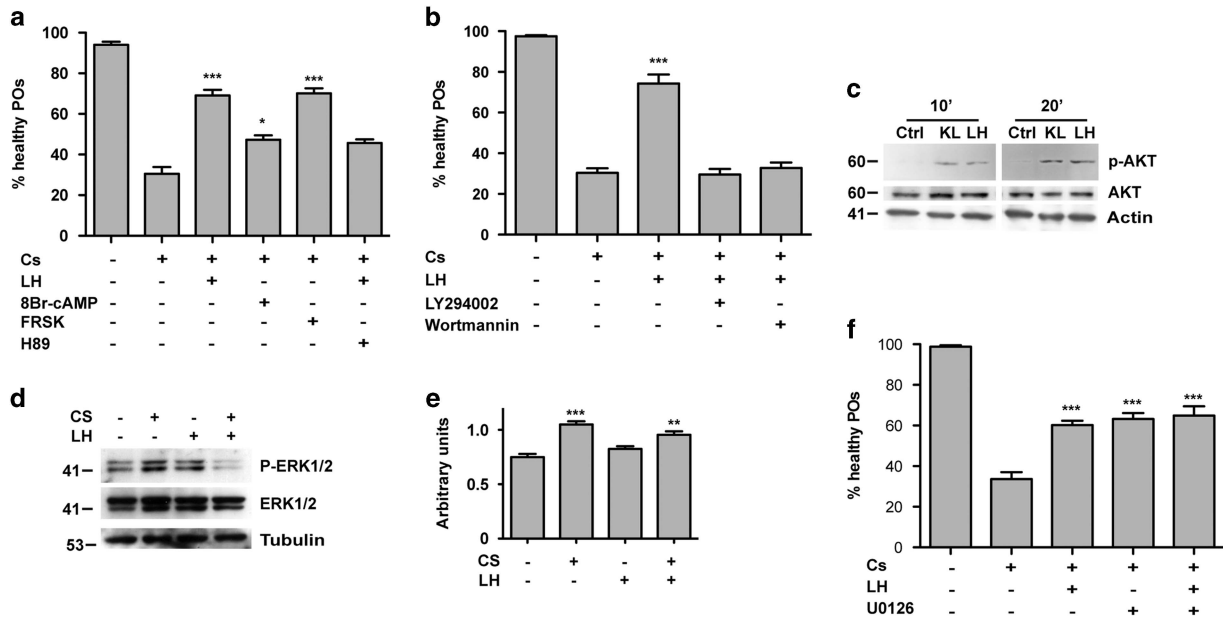 a
% healthy POs
100
80
60
40
20
0
***
*
***
Cs - + + + + +
LH - - + - - +
8Br-cAMP - - - + - -
FRSK - - - - + -
H89 - - - - - +
b
% healthy POs
100
80
60
40
20
0
***
Cs - + + + +
LH - - + + +
LY294002 - - - + -
Wortmannin - - - - +
c
10' 20'
Ctrl KL LH Ctrl KL LH
60 p-AKT
60 AKT
41 Actin
d
CS - + - +
LH - - + +
41 P-ERK1/2
41 ERK1/2
53 Tubulin
e
Arbitrary units
1.0
0.5
0
***
**
CS - + - +
LH - - + +
f
% healthy POs
100
80
60
40
20
0
***
***
***
Cs - + + + +
LH - - + - +
U0126 - - - + +